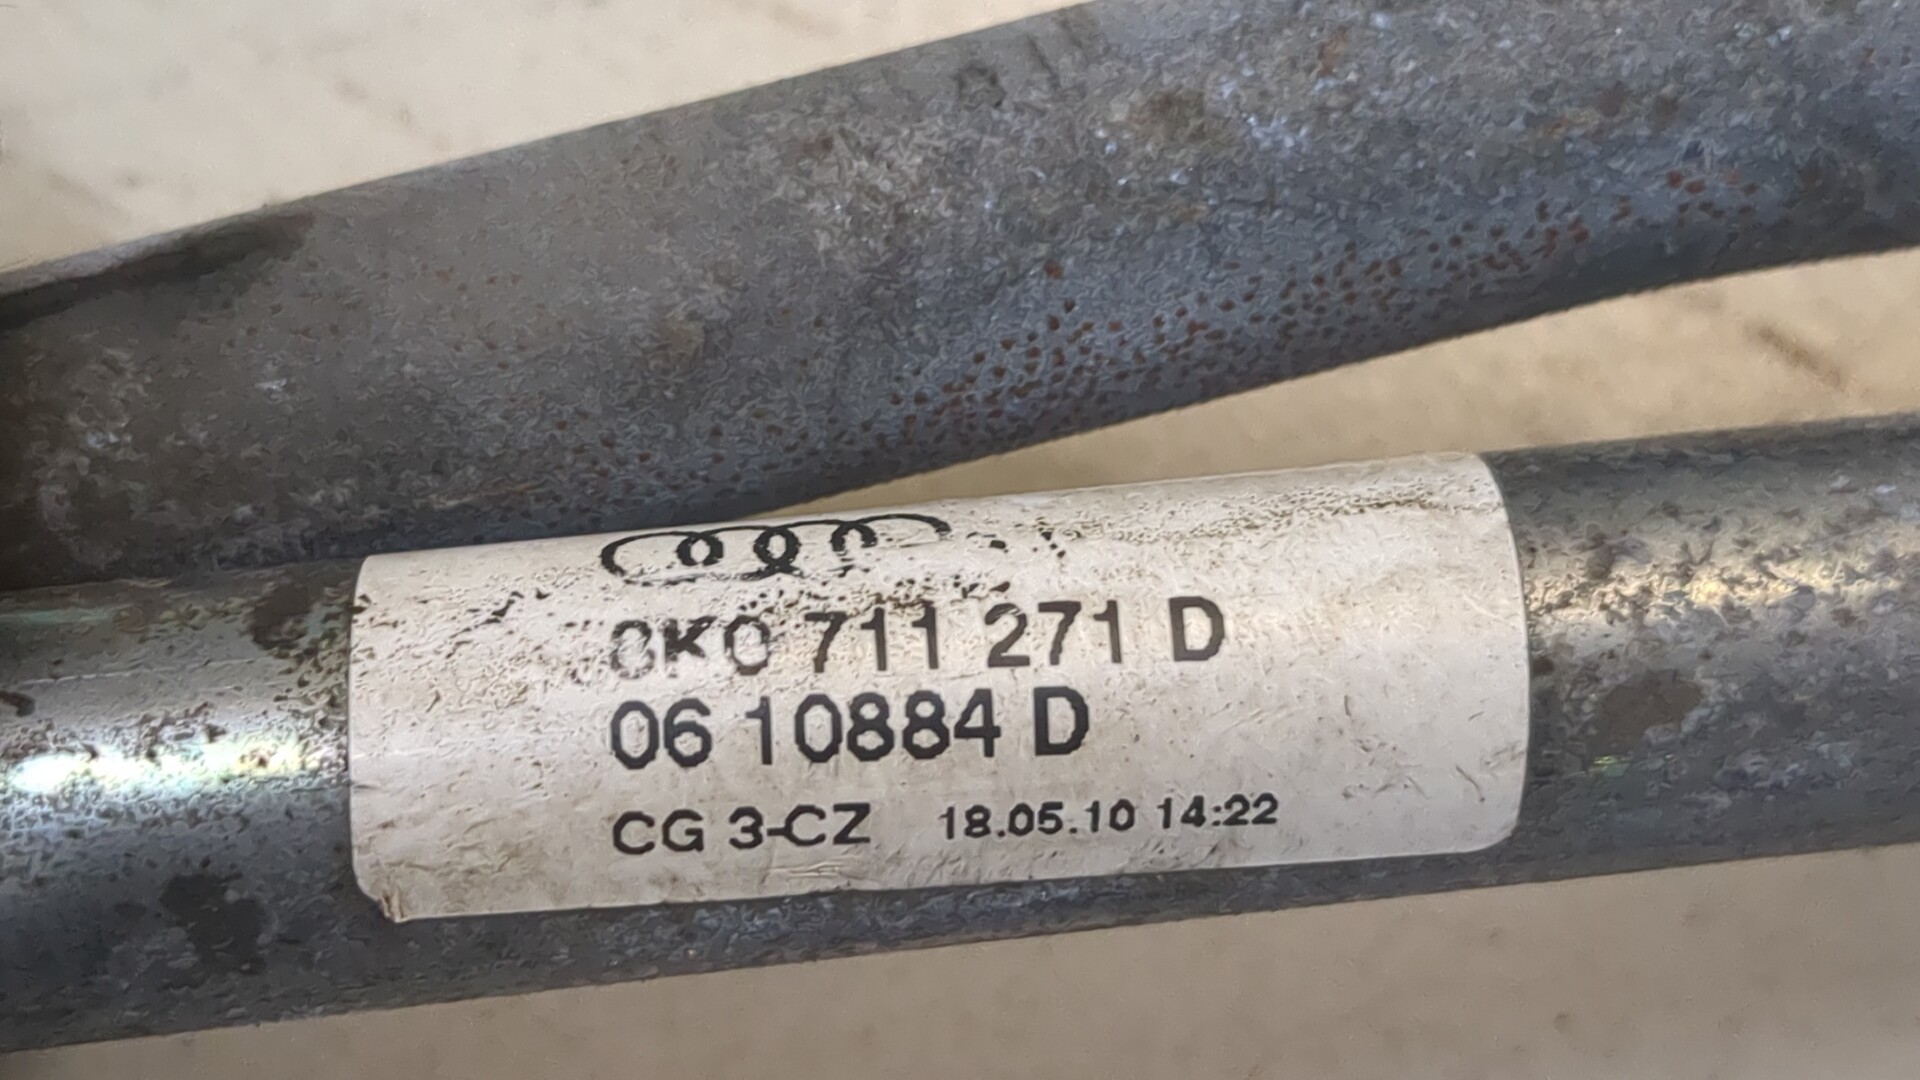 8K0 711 271 D
06 10884 D
CG 3-CZ 18.05.10 14:22